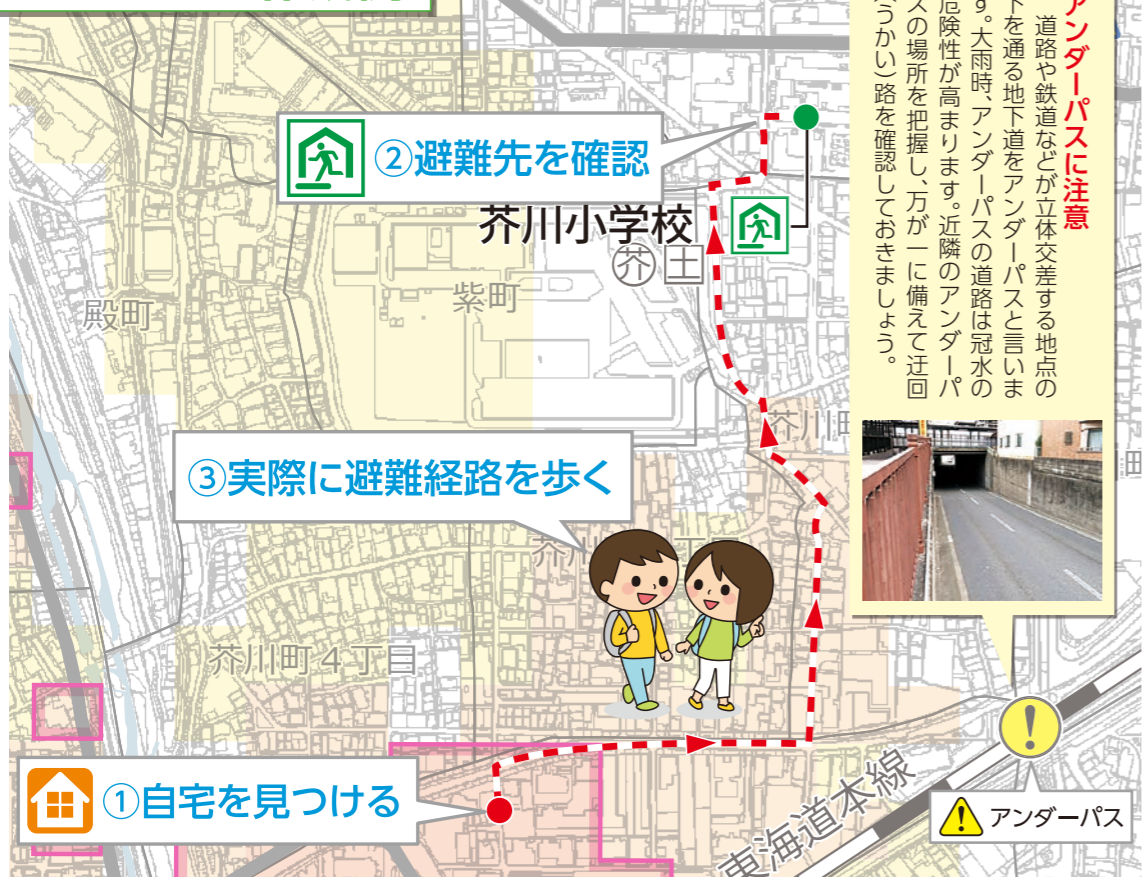 アンダーパスに注意
道路や鉄道などが立体交差する地点の
下を通る地下道をアンダーパスと言いま
す。大雨時、アンダーパスの道路は冠水の
危険性が高まります。近隣のアンダーパ
スの場所を把握し、万が一に備えて迂回
(うかい)路を確認しておきましょう。
②避難先を確認
芥川小学校
芥 土
殿町
紫町
芥川町
③実際に避難経路を歩く
芥川
丁
芥川町4丁目
①自宅を見つける
東海道本線
アンダーパス